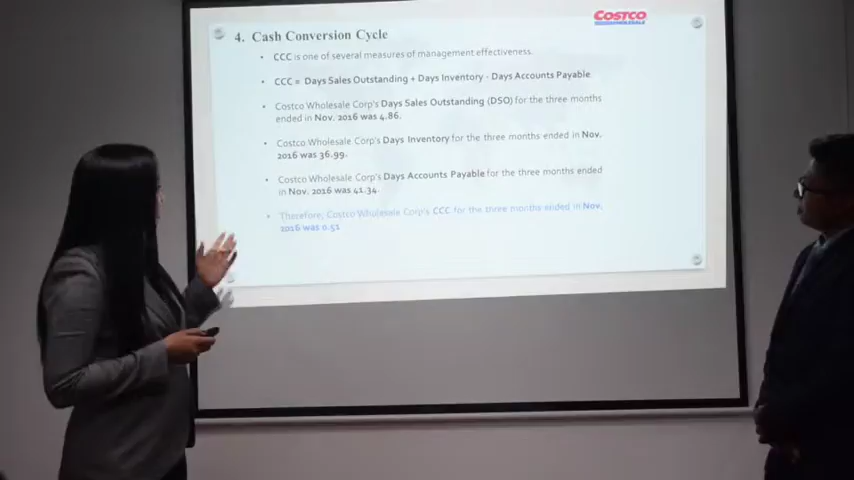 COSTCO
WHOLESALE
4. Cash Conversion Cycle
• CCC is one of several measures of management effectiveness.
• CCC = Days Sales Outstanding + Days Inventory - Days Accounts Payable
• Costco Wholesale Corp's Days Sales Outstanding (DSO) for the three months
ended in Nov. 2016 was 4.86.
• Costco Wholesale Corp's Days Inventory for the three months ended in Nov.
2016 was 36.99.
• Costco Wholesale Corp's Days Accounts Payable for the three months ended
in Nov. 2016 was 41.34.
• Therefore, Costco Wholesale Corp's CCC for the three months ended in Nov.
2016 was 0.51